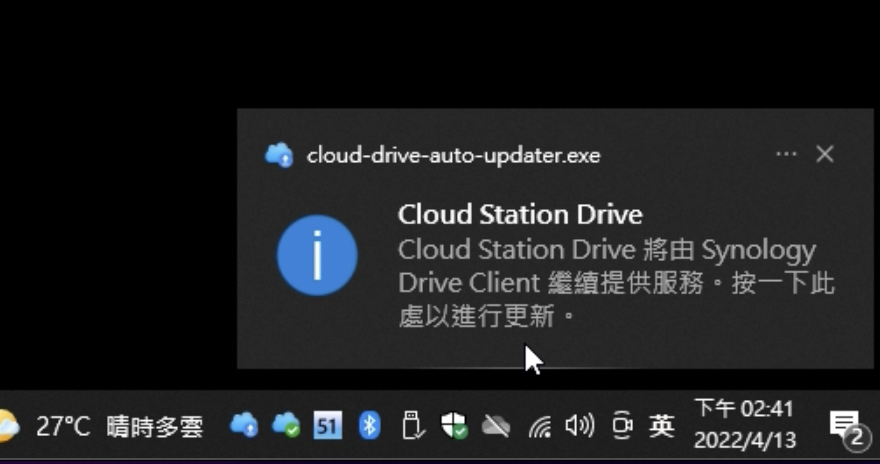 cloud-drive-auto-updater.exe
Cloud Station Drive
Cloud Station Drive 將由 Synology
Drive Client 繼續提供服務。按一下此
處以進行更新。
27°C 晴時多雲
51
英
下午 02:41
2022/4/13
2